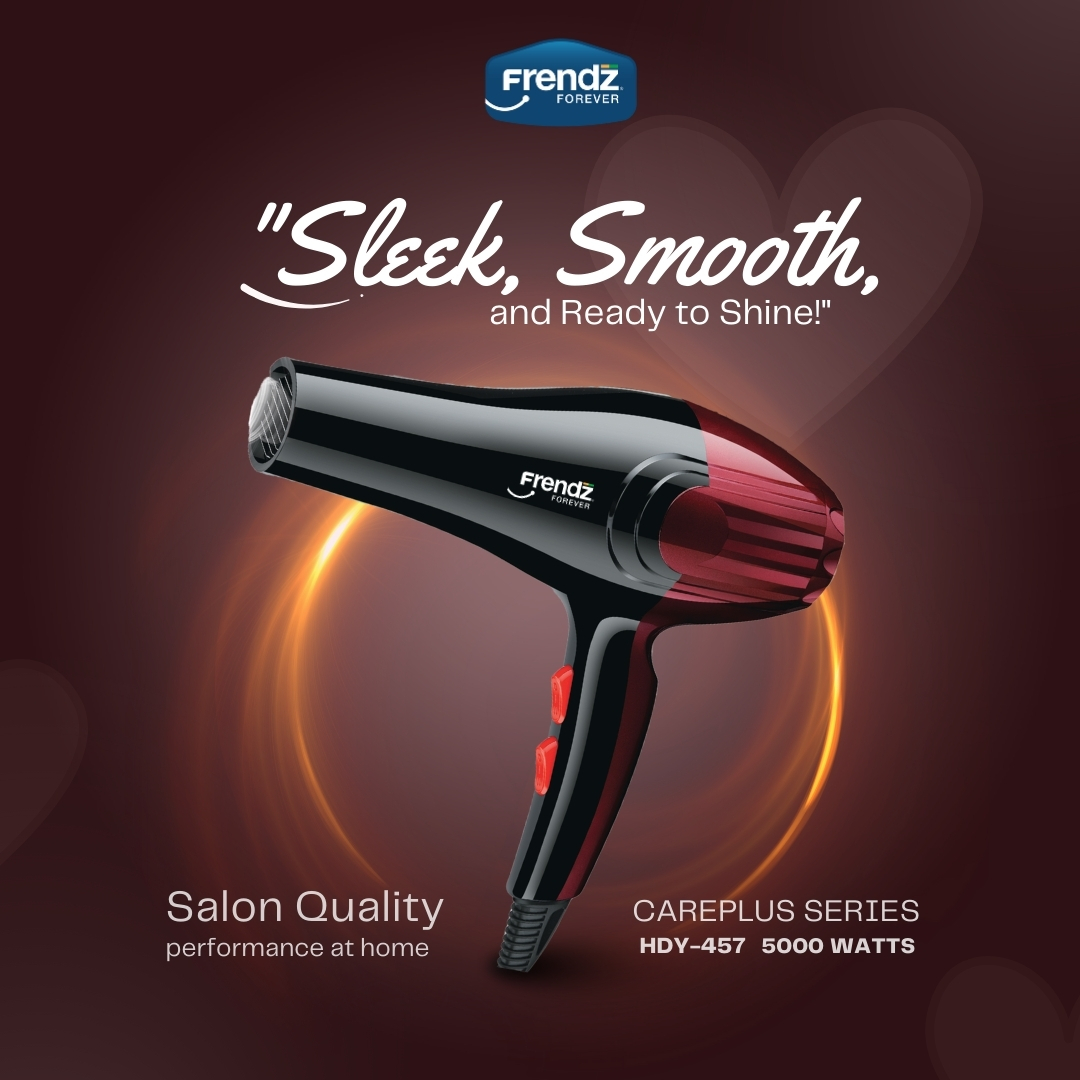 Frendz
FOREVER
"Sleek, Smooth,
and Ready to Shine!"
Frendz
FOREVER
Salon Quality
performance at home
CAREPLUS SERIES
HDY-457 5000 WATTS